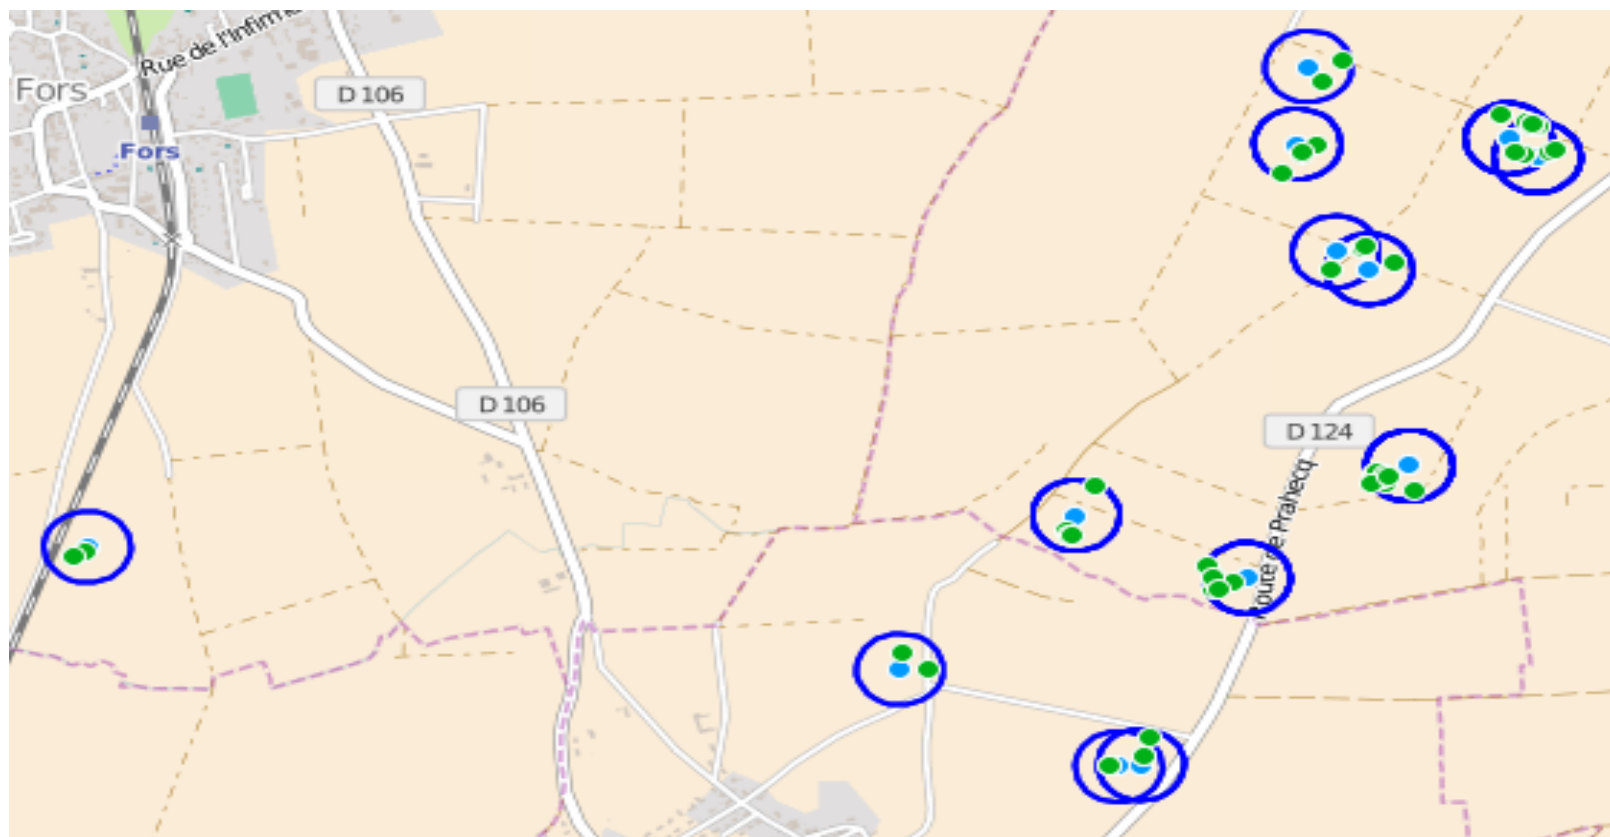 Rue de l'Infirm
Fors
D 106
Fors
D 106
D 124
Route de Prahecq